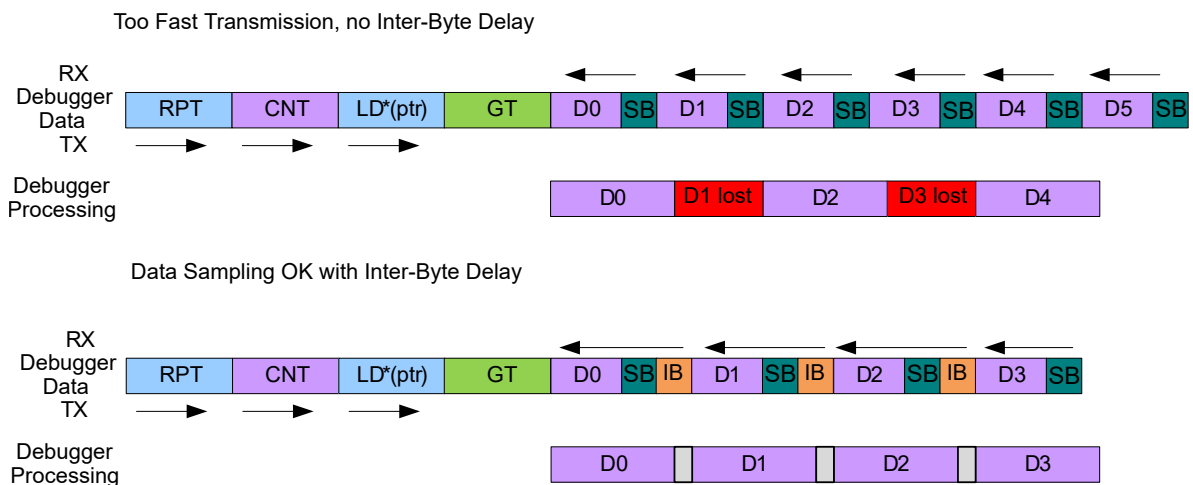 Too Fast Transmission, no Inter-Byte Delay
RX
Debugger
Data
TX
RPT CNT LD*(ptr) GT D0 SB D1 SB D2 SB D3 SB D4 SB D5 SB
Debugger
Processing
D0 D1 lost D2 D3 lost D4
Data Sampling OK with Inter-Byte Delay
RX
Debugger
Data
TX
RPT CNT LD*(ptr) GT D0 SB IB D1 SB IB D2 SB IB D3 SB
Debugger
Processing
D0 D1 D2 D3